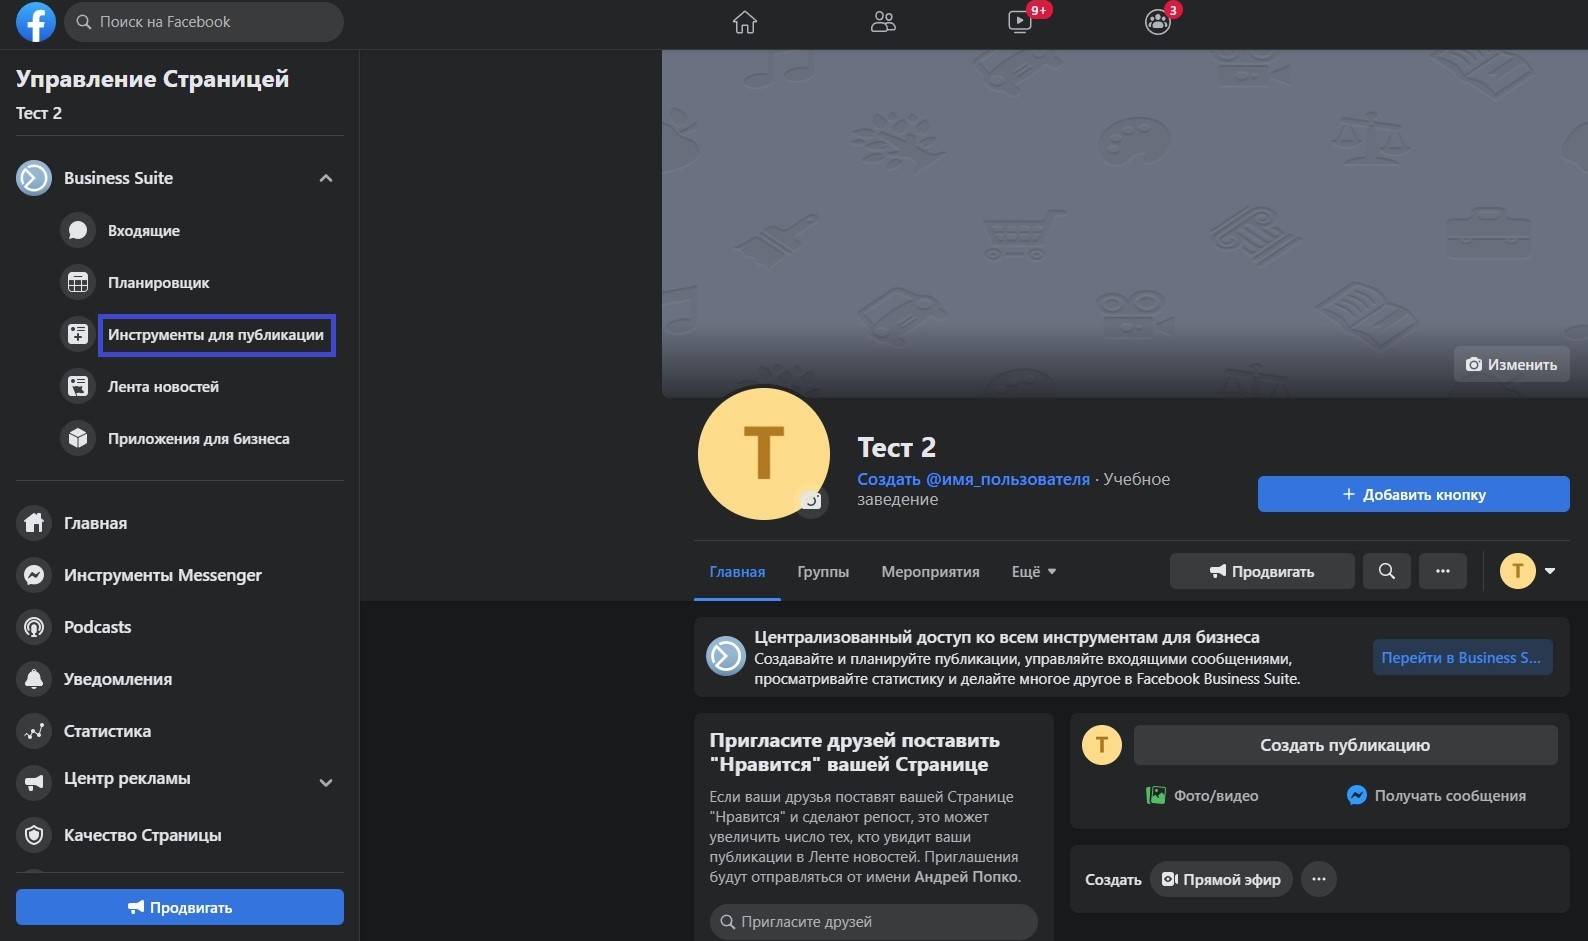 Поиск на Facebook
9+
3
Управление Страницей
Тест 2
Business Suite
Входящие
Планировщик
Инструменты для публикации
Лента новостей
Приложения для бизнеса
Главная
Инструменты Messenger
Podcasts
Уведомления
Статистика
Центр рекламы
Качество Страницы
Продвигать
Изменить
T
Тест 2
Создать @имя_пользователя · Учебное
заведение
+ Добавить кнопку
Главная
Группы
Мероприятия
Ещё
Продвигать
T
Централизованный доступ ко всем инструментам для бизнеса
Создавайте и планируйте публикации, управляйте входящими сообщениями,
просматривайте статистику и делайте многое другое в Facebook Business Suite.
Перейти в Business S...
Пригласите друзей поставить
"Нравится" вашей Странице
Если ваши друзья поставят вашей Странице
"Нравится" и сделают репост, это может
увеличить число тех, кто увидит ваши
публикации в Ленте новостей. Приглашения
будут отправляться от имени Андрей Попко.
Пригласите друзей
T
Создать публикацию
Фото/видео
Получать сообщения
Создать
Прямой эфир